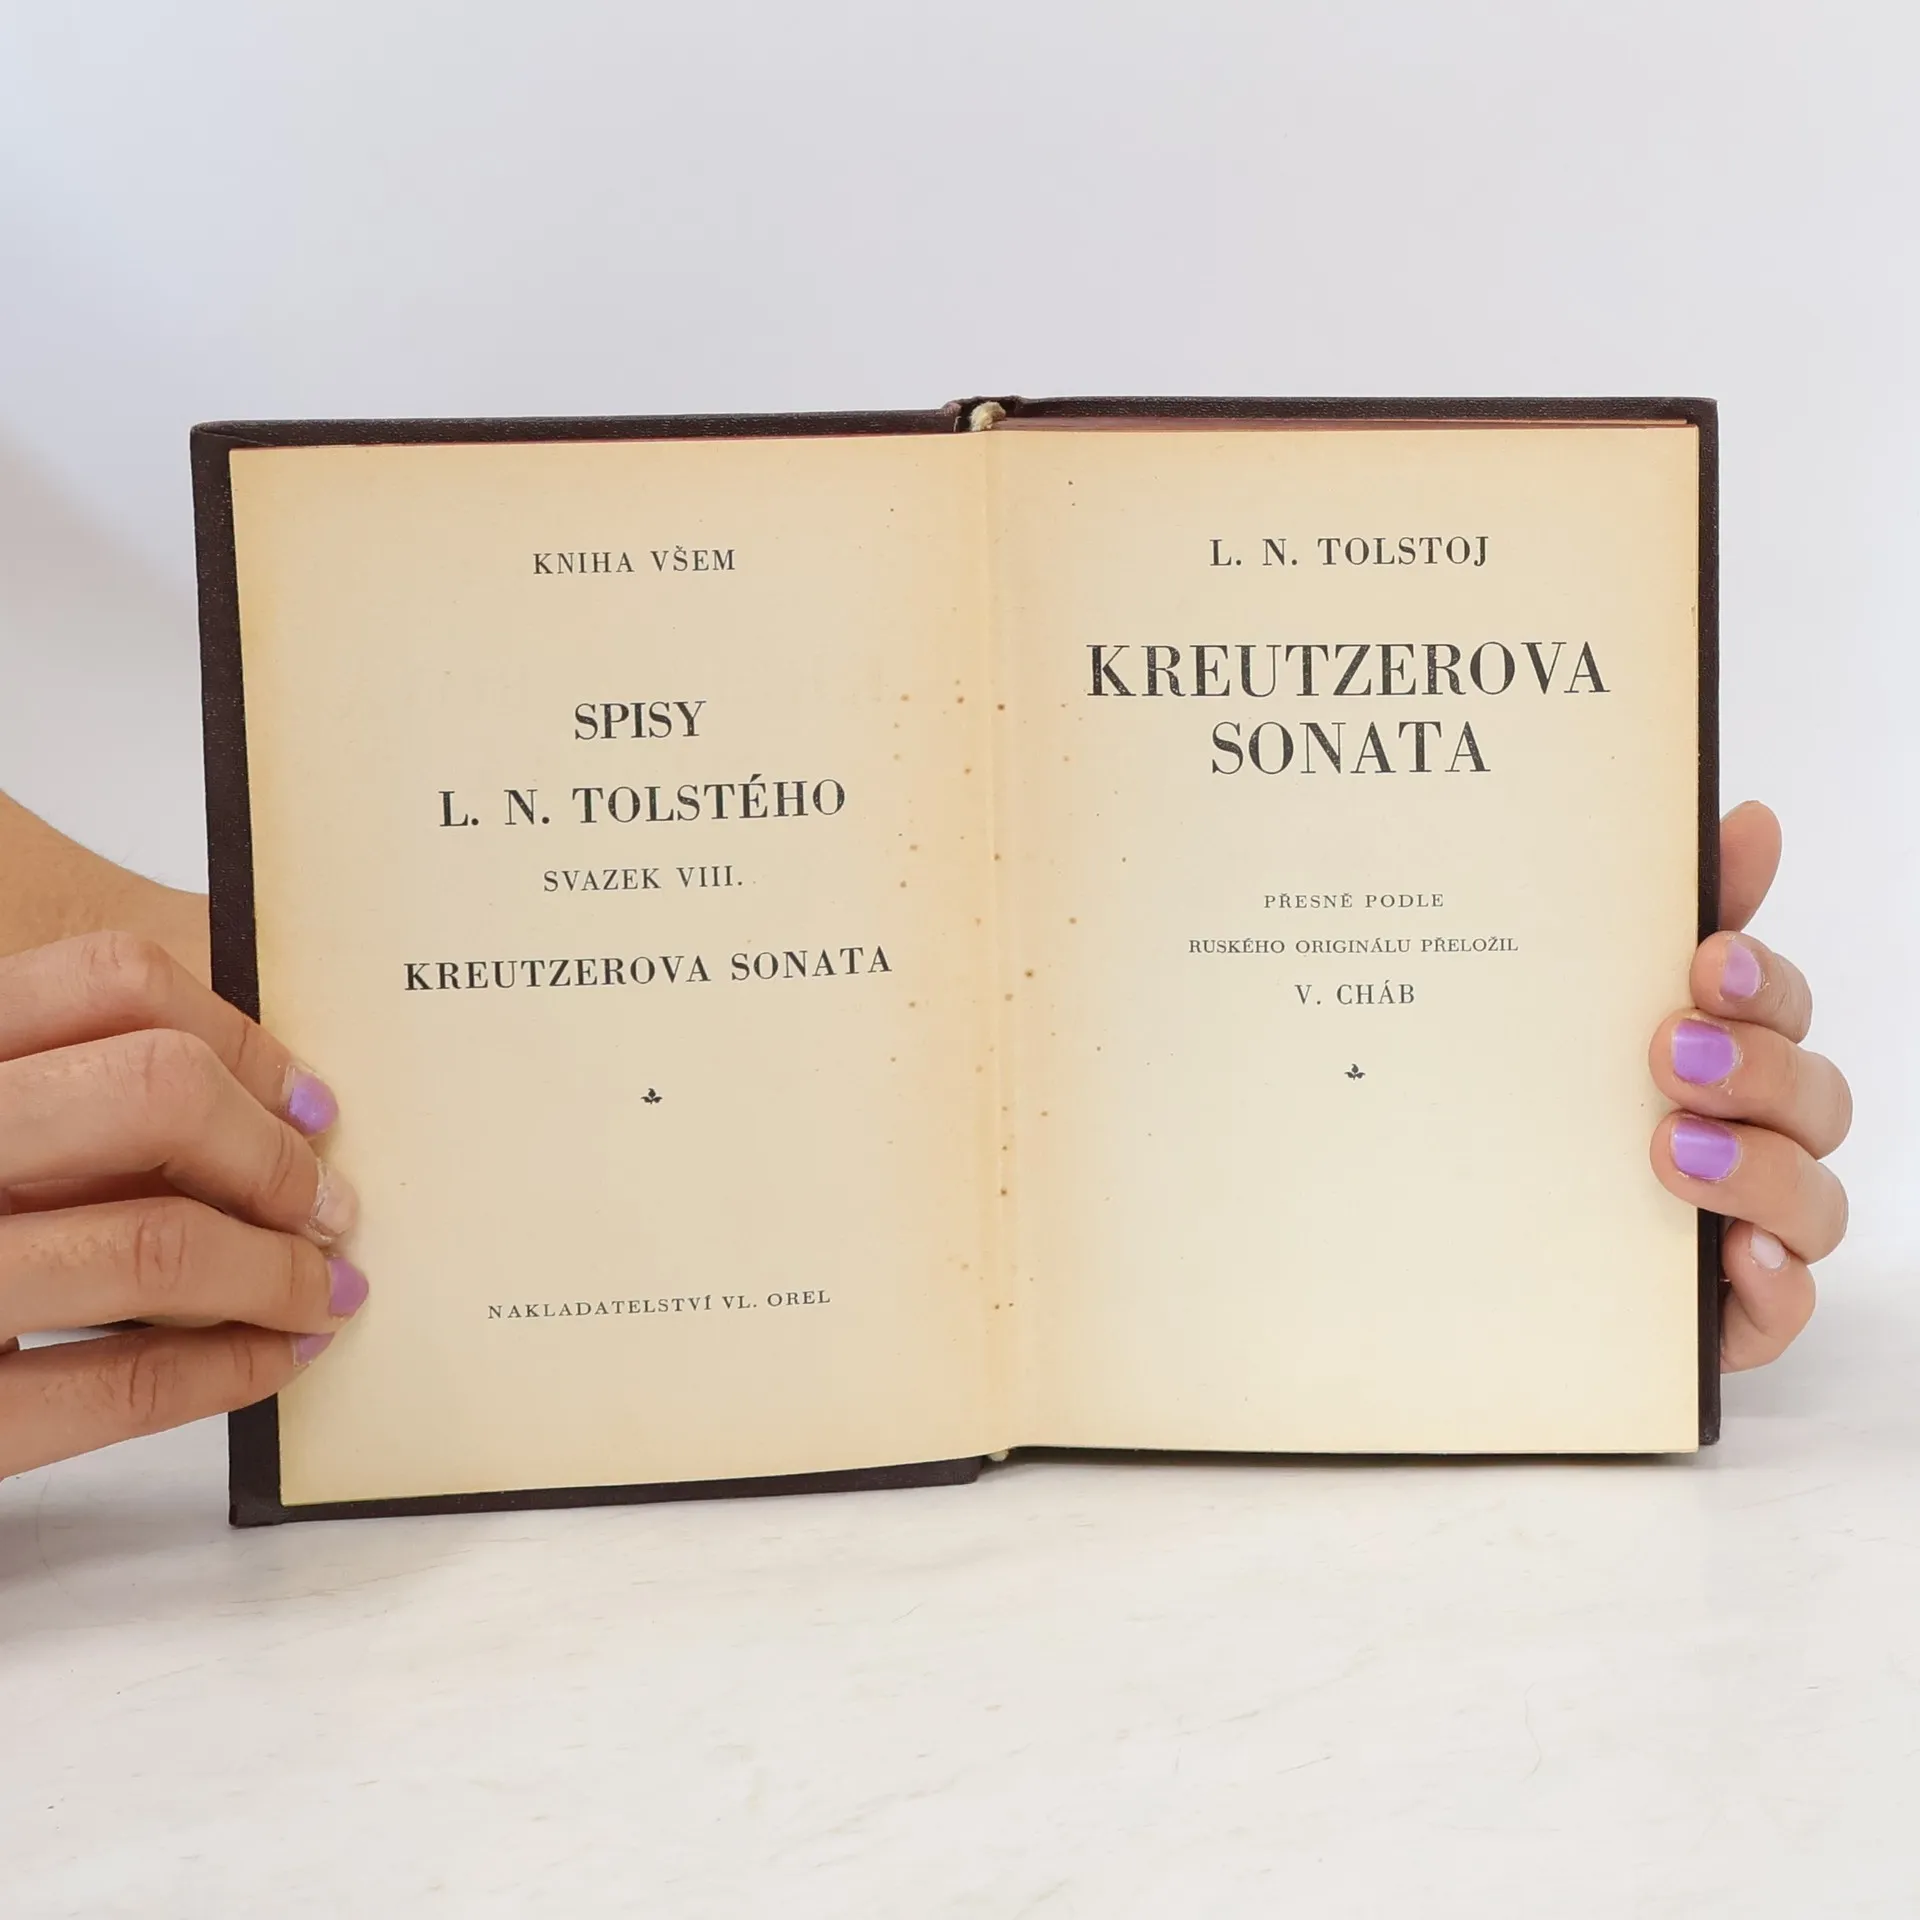 KNIHA VŠEM
SPISY
L. N. TOLSTÉHO
SVAZEK VIII.
KREUTZEROVA SONATA
NAKLADATELSTVÍ VL. OREL
L. N. TOLSTOJ
KREUTZEROVA
SONATA
PŘESNĚ PODLE
RUSKÉHO ORIGINÁLU PŘELOŽIL
V. CHÁB